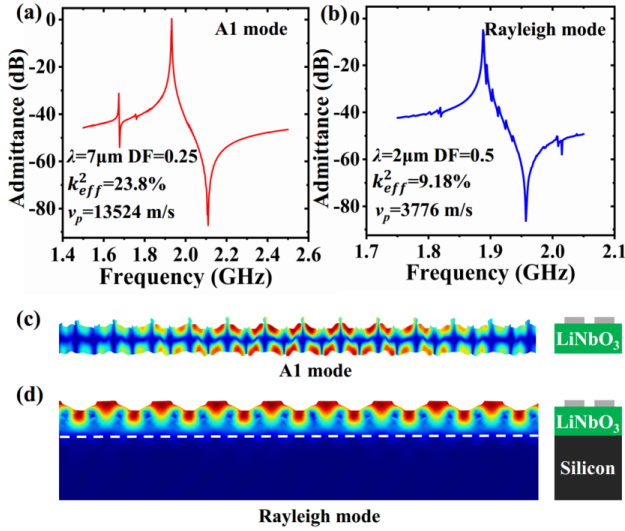 (a)
A1 mode
Admittance (dB)
0
-20
-40
-60
-80
λ=7μm DF=0.25
k²eff=23.8%
vp=13524 m/s
1.4 1.6 1.8 2.0 2.2 2.4 2.6
Frequency (GHz)
(b)
Rayleigh mode
Admittance (dB)
0
-20
-40
-60
-80
λ=2μm DF=0.5
k²eff=9.18%
vp=3776 m/s
1.7 1.8 1.9 2.0 2.1
Frequency (GHz)
(c)
LiNbO₃
A1 mode
(d)
LiNbO₃
Silicon
Rayleigh mode